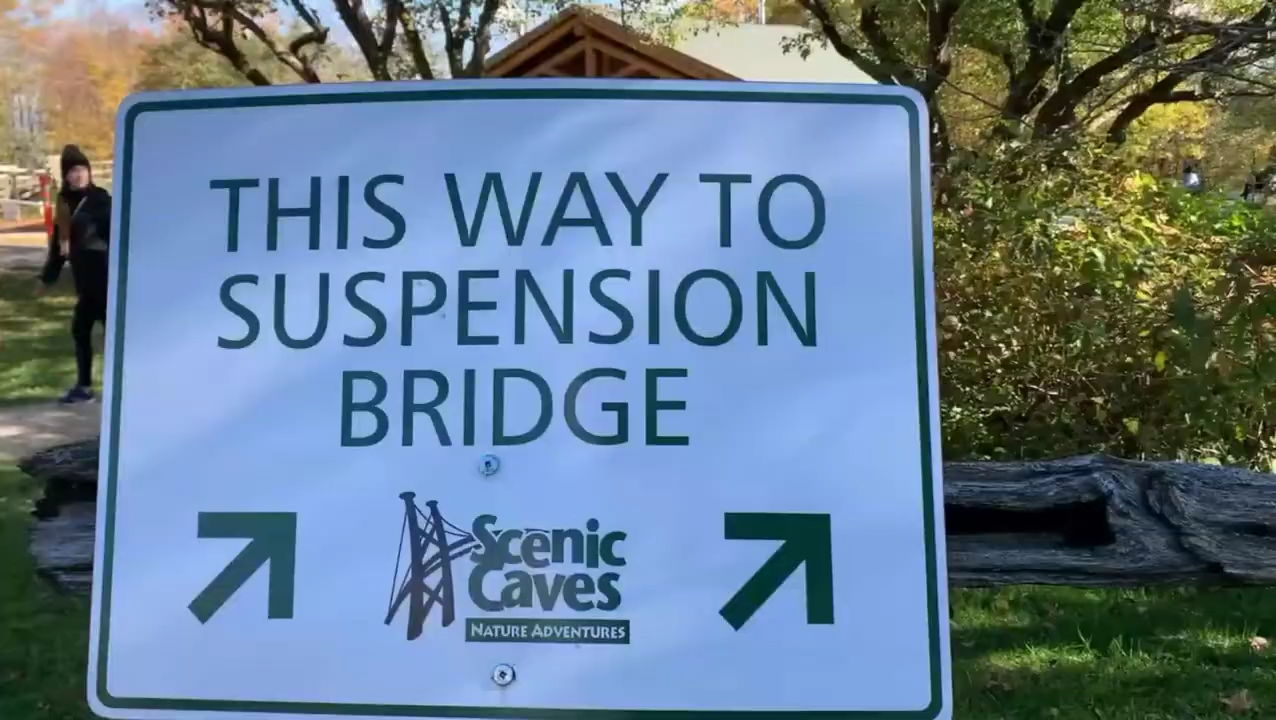 THIS WAY TO
SUSPENSION
BRIDGE
Scenic
Caves
NATURE ADVENTURES